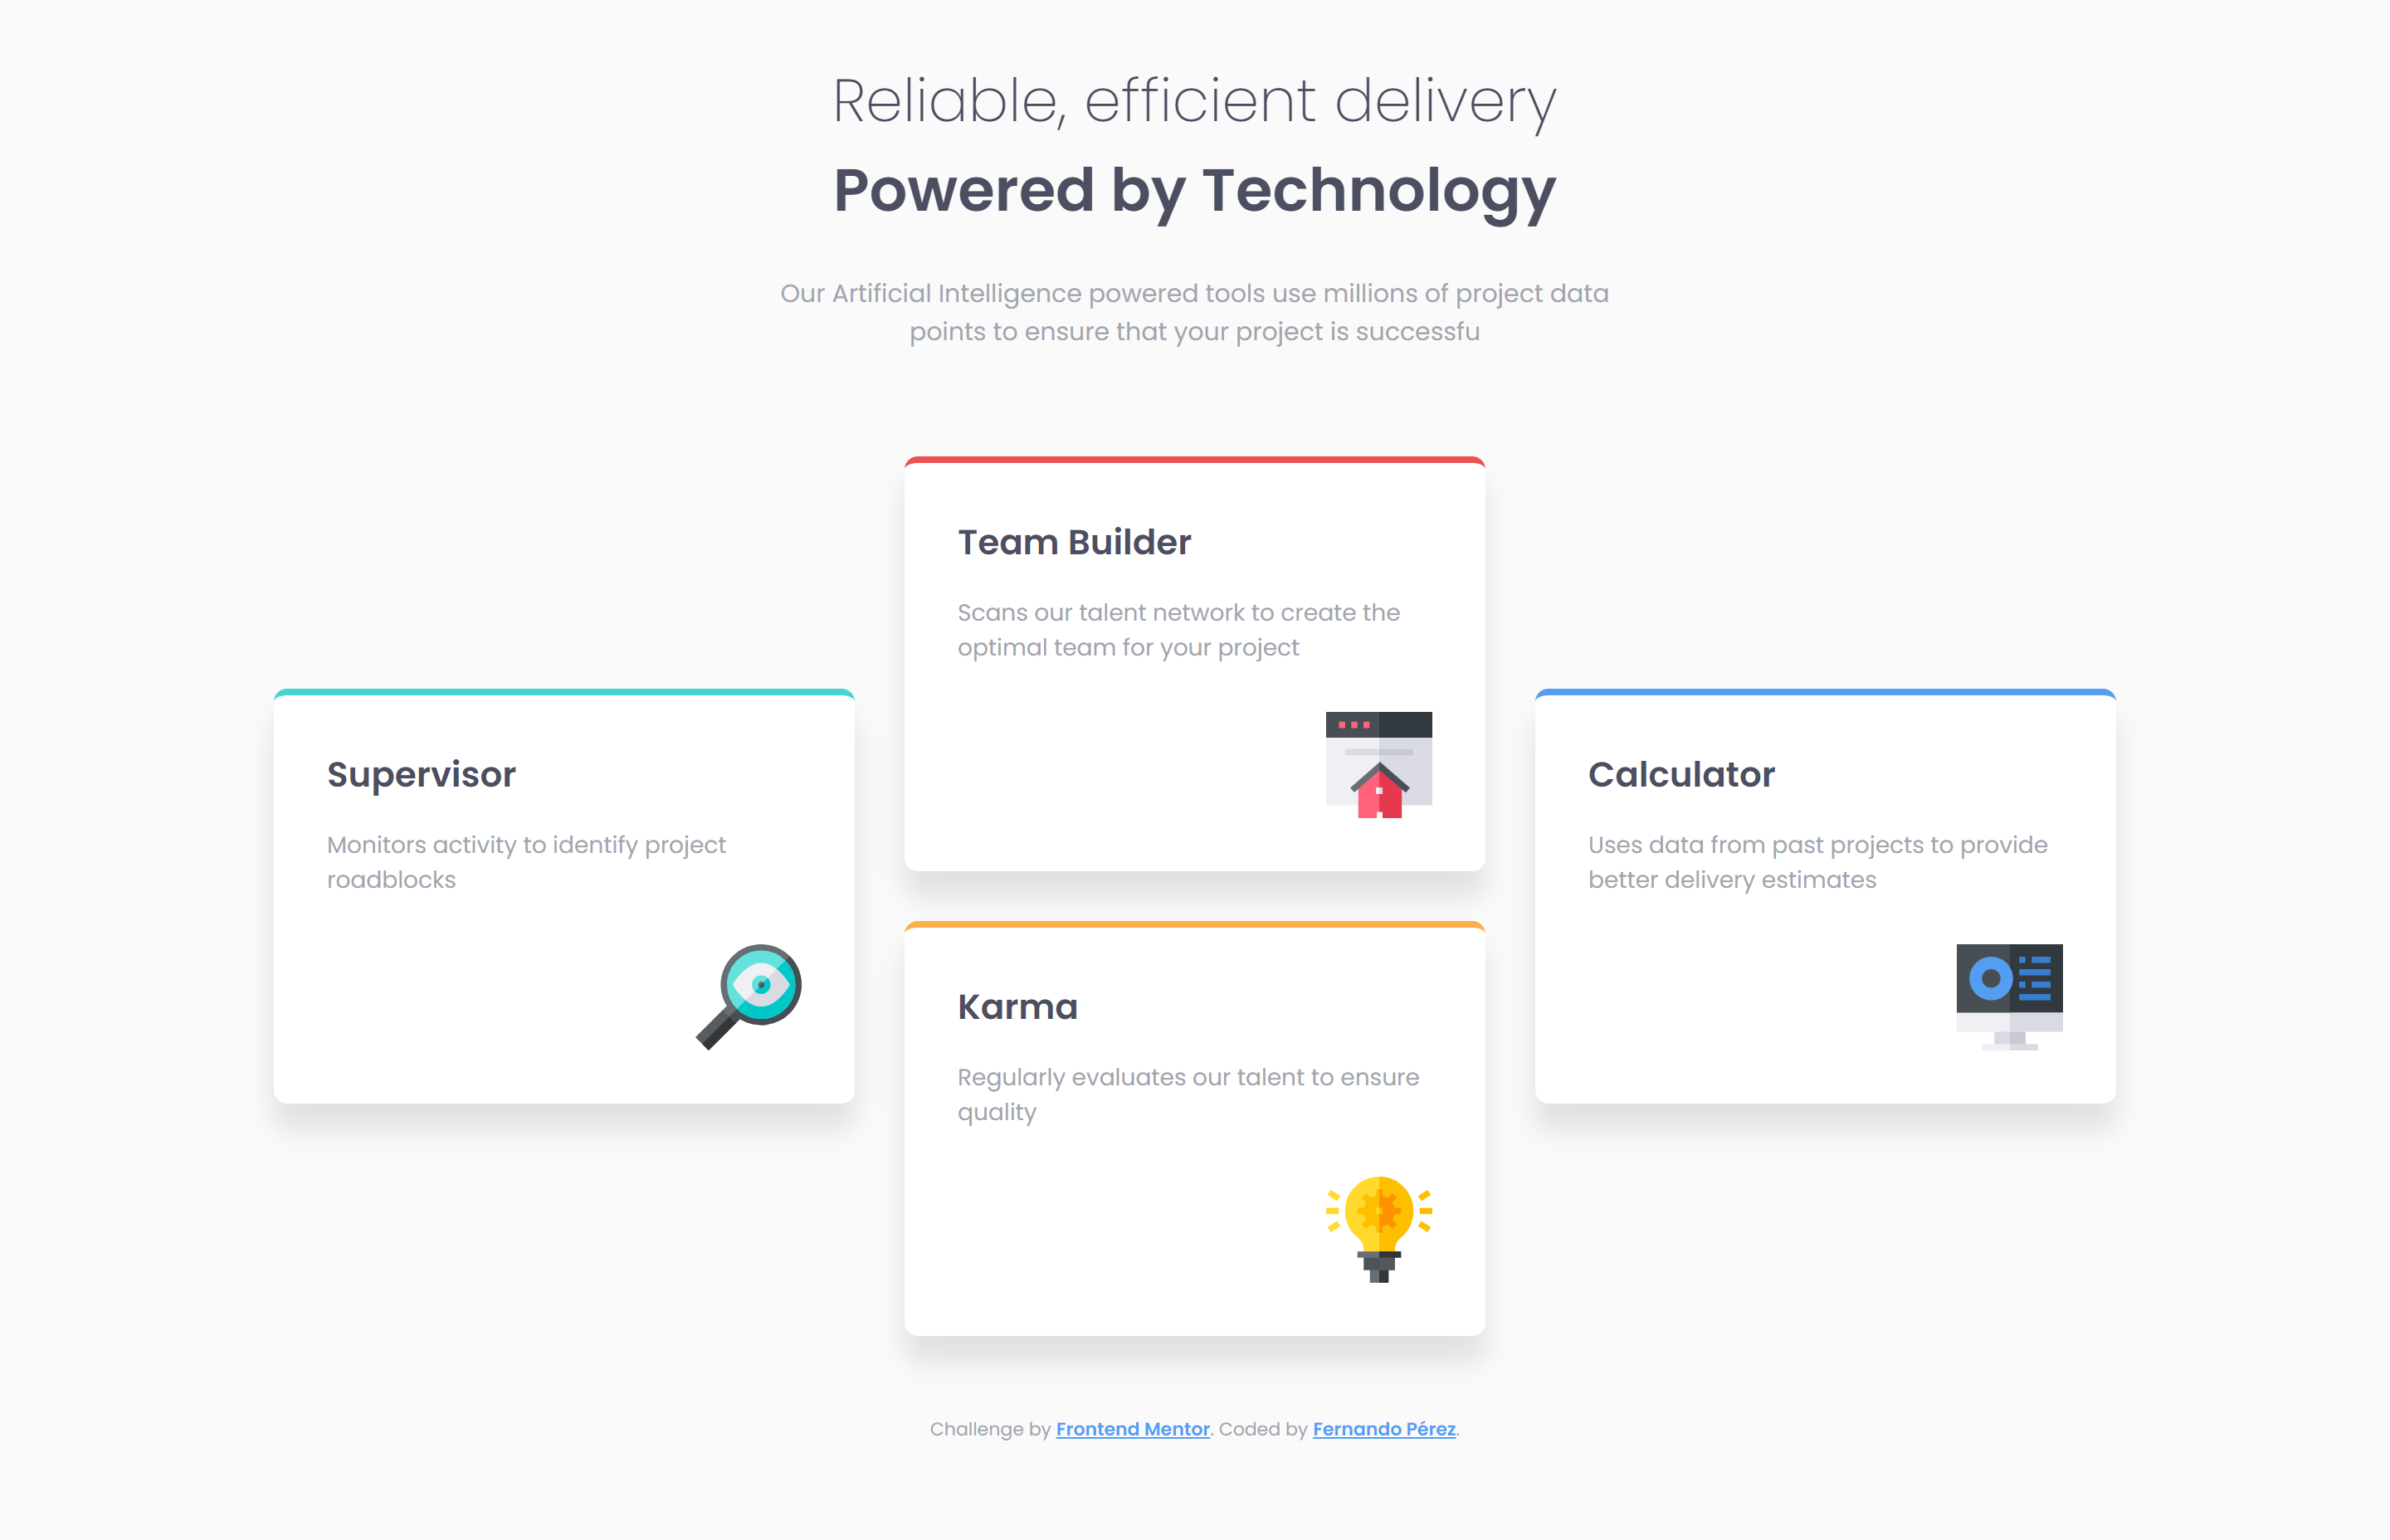 Reliable, efficient delivery
Powered by Technology
Our Artificial Intelligence powered tools use millions of project data
points to ensure that your project is successfu
Supervisor
Monitors activity to identify project
roadblocks
Team Builder
Scans our talent network to create the
optimal team for your project
Karma
Regularly evaluates our talent to ensure
quality
Calculator
Uses data from past projects to provide
better delivery estimates
Challenge by Frontend Mentor. Coded by Fernando Pérez.